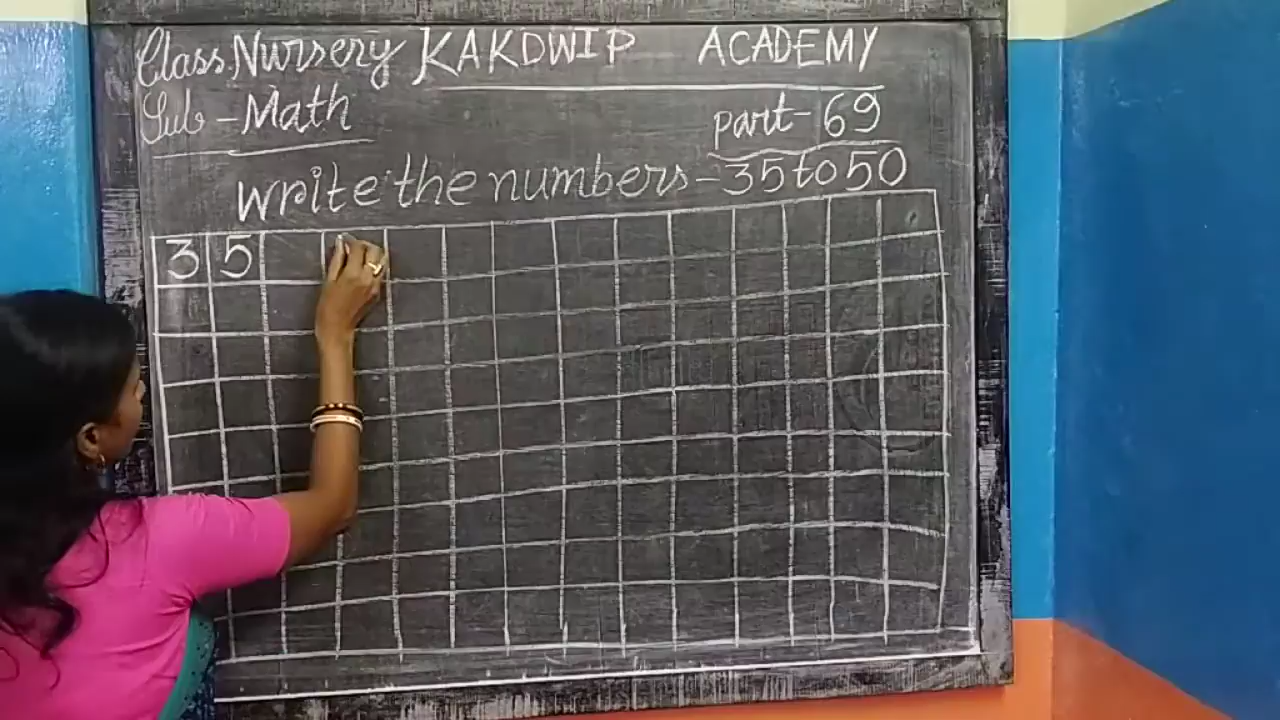 Class Nursery KAKDWIP ACADEMY
Sub - Math
part-69
Write the numbers - 35 to 50
3 5